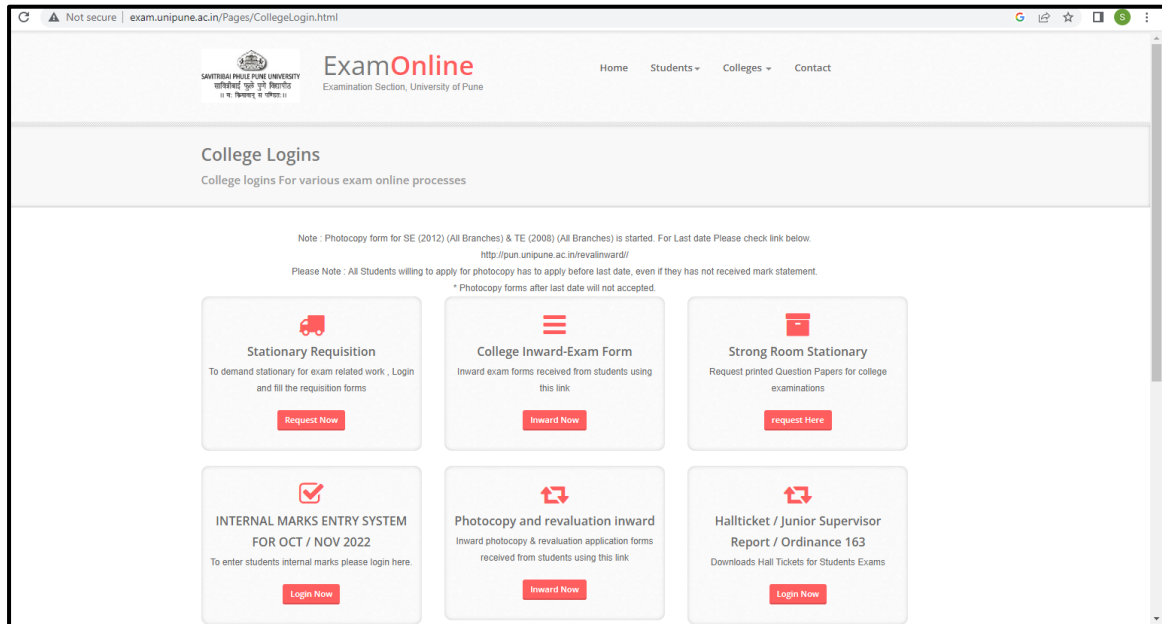 Not secure | exam.unipune.ac.in/Pages/CollegeLogin.html
S
SAVITRIBAI PHULE PUNE UNIVERSITY
सावित्रीबाई फुले पुणे विद्यापीठ
ExamOnline
Examination Section, University of Pune
Home Students Colleges Contact
College Logins
College logins For various exam online processes
Note : Photocopy form for SE (2012) (All Branches) & TE (2008) (All Branches) is started. For Last date Please check link below.
http://pun.unipune.ac.in/revalinward//
Please Note : All Students willing to apply for photocopy has to apply before last date, even if they has not received mark statement.
* Photocopy forms after last date will not accepted.
Stationary Requisition
To demand stationary for exam related work , Login
and fill the requisition forms
Request Now
College Inward-Exam Form
Inward exam forms received from students using
this link
Inward Now
Strong Room Stationary
Request printed Question Papers for college
examinations
request Here
INTERNAL MARKS ENTRY SYSTEM
FOR OCT / NOV 2022
To enter students internal marks please login here.
Login Now
Photocopy and revaluation inward
Inward photocopy & revaluation application forms
received from students using this link
Inward Now
Hallticket / Junior Supervisor
Report / Ordinance 163
Downloads Hall Tickets for Students Exams
Login Now